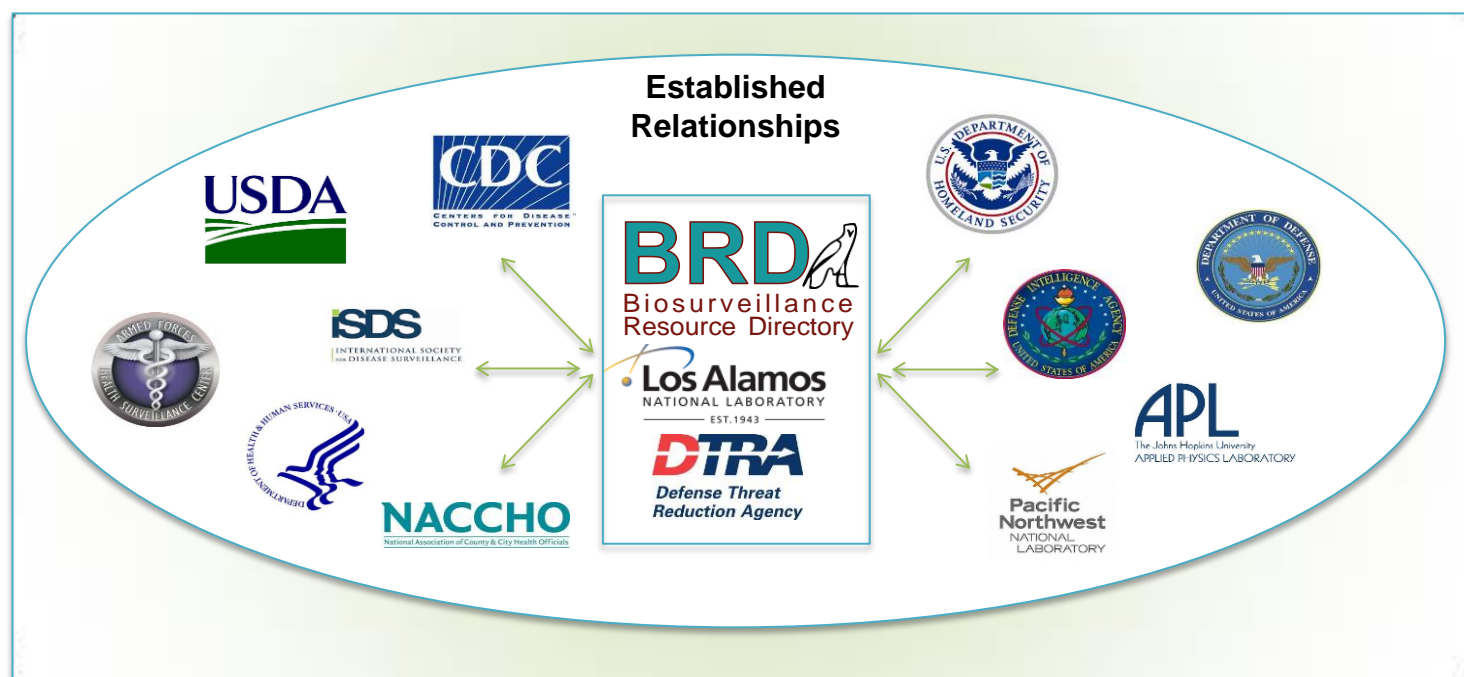 Established
Relationships
USDA
CDC
CENTERS FOR DISEASE™
CONTROL AND PREVENTION
U.S. DEPARTMENT OF
HOMELAND SECURITY
DEPARTMENT OF DEFENSE
UNITED STATES OF AMERICA
BRD
Biosurveillance
Resource Directory
DEFENSE INTELLIGENCE AGENCY
UNITED STATES OF AMERICA
ARMED FORCES
HEALTH SURVEILLANCE CENTER
iSDS
INTERNATIONAL SOCIETY
FOR DISEASE SURVEILLANCE
Los Alamos
NATIONAL LABORATORY
EST. 1943
DEPARTMENT OF HEALTH & HUMAN SERVICES · USA
APL
The Johns Hopkins University
APPLIED PHYSICS LABORATORY
DTRA
Defense Threat
Reduction Agency
NACCHO
National Association of County & City Health Officials
Pacific
Northwest
NATIONAL
LABORATORY